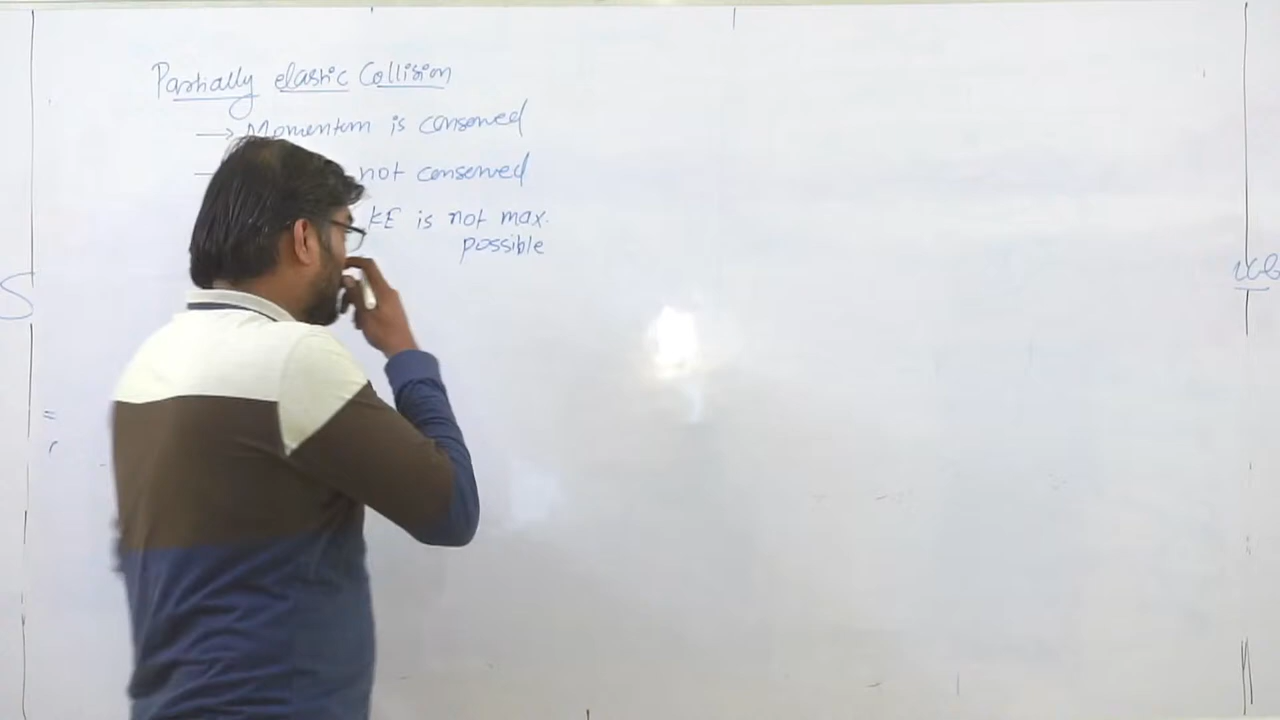 Partially elastic Collision
→ Momentum is conserved
not conserved
KE is not max.
possible